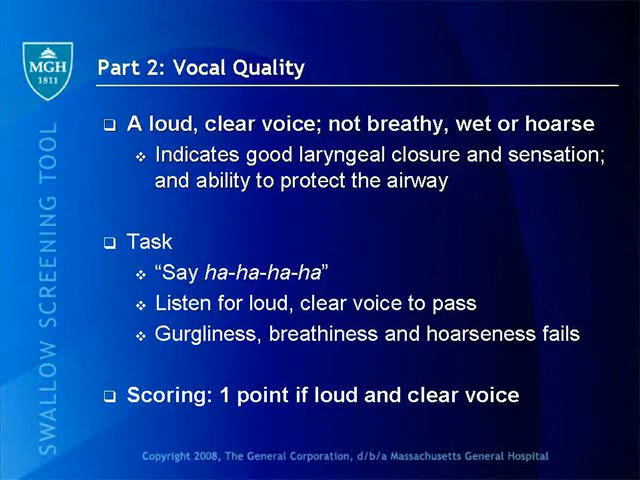 MGH
1811
Part 2: Vocal Quality
A loud, clear voice; not breathy, wet or hoarse
Indicates good laryngeal closure and sensation;
and ability to protect the airway
Task
“Say ha-ha-ha-ha”
Listen for loud, clear voice to pass
Gurgliness, breathiness and hoarseness fails
Scoring: 1 point if loud and clear voice
SWALLOW SCREENING TOOL
Copyright 2008, The General Corporation, d/b/a Massachusetts General Hospital